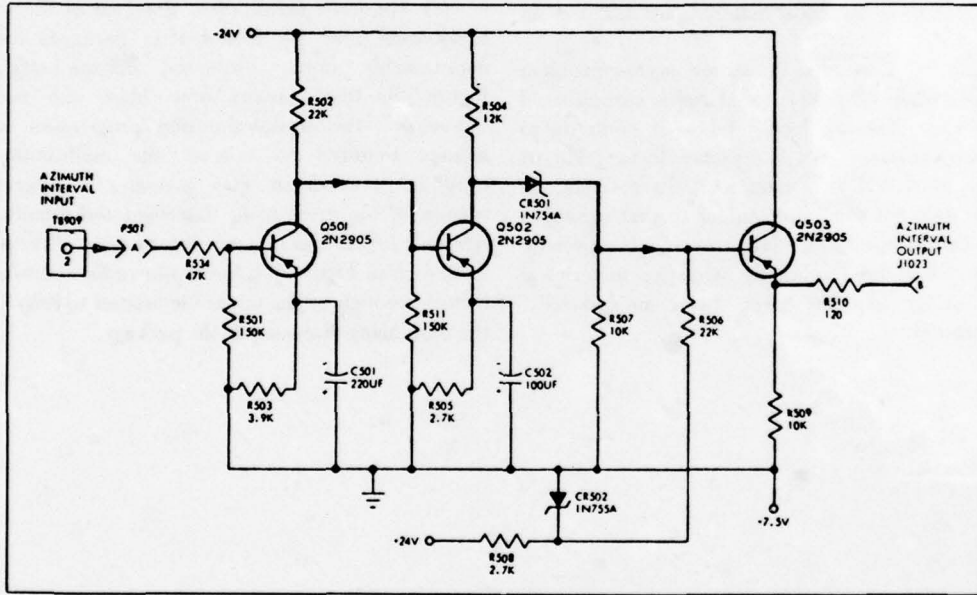 -24V
R502
22K
R504
12K
AZIMUTH
INTERVAL
INPUT
T609
2
P501
A
R534
47K
Q501
2N2905
Q502
2N2905
CR501
1N754A
Q503
2N2905
AZIMUTH
INTERVAL
OUTPUT
J1023
B
R510
120
R501
150K
R511
150K
R507
10K
R506
22K
C501
220UF
C502
100UF
R503
3.9K
R505
2.7K
R509
10K
CR502
1N755A
-7.5V
+24V
R508
2.7K